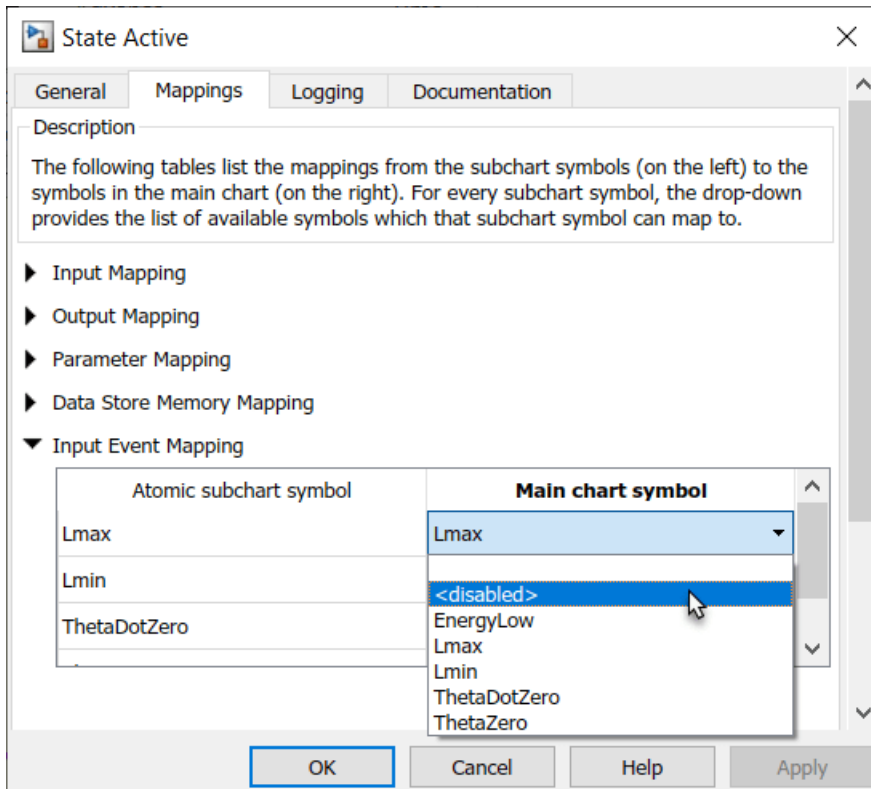 State Active
General Mappings Logging Documentation
Description
The following tables list the mappings from the subchart symbols (on the left) to the
symbols in the main chart (on the right). For every subchart symbol, the drop-down
provides the list of available symbols which that subchart symbol can map to.
Input Mapping
Output Mapping
Parameter Mapping
Data Store Memory Mapping
Input Event Mapping
Atomic subchart symbol Main chart symbol
Lmax Lmax
Lmin
ThetaDotZero
<disabled>
EnergyLow
Lmax
Lmin
ThetaDotZero
ThetaZero
OK Cancel Help Apply